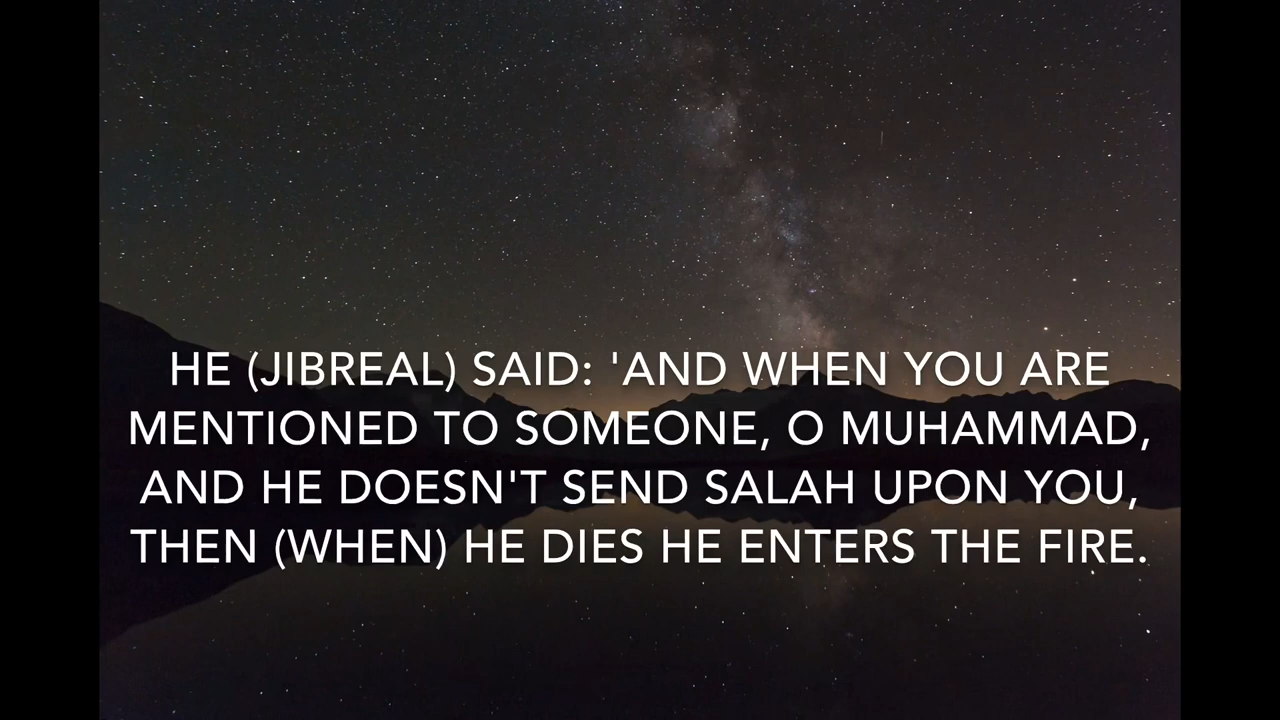 HE (JIBREAL) SAID: 'AND WHEN YOU ARE
MENTIONED TO SOMEONE, O MUHAMMAD,
AND HE DOESN'T SEND SALAH UPON YOU,
THEN (WHEN) HE DIES HE ENTERS THE FIRE.